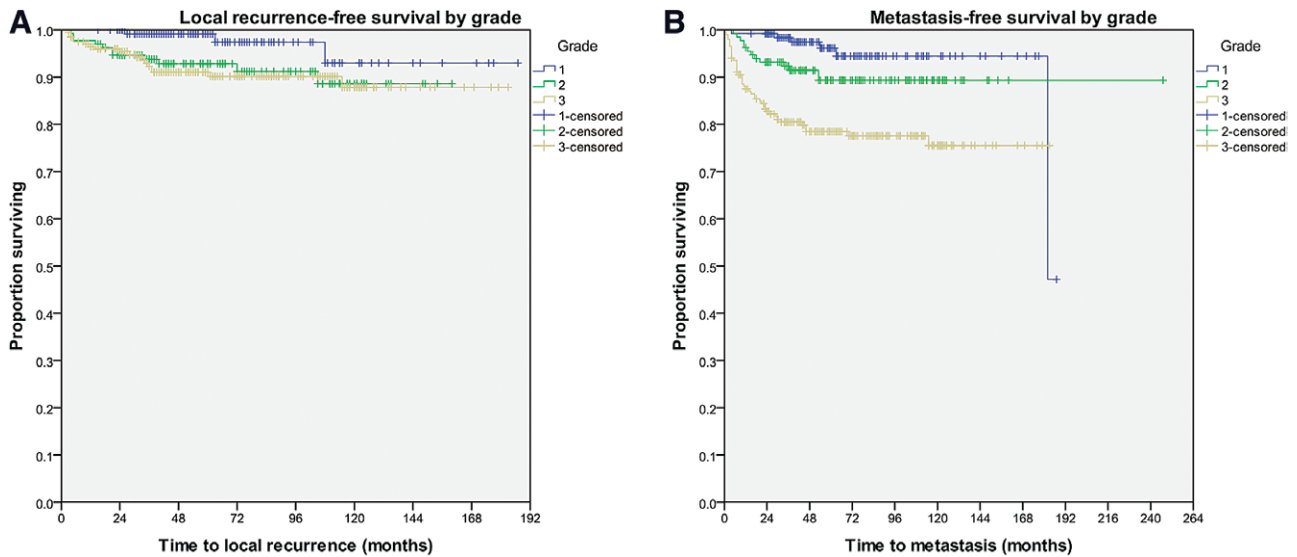 A
Local recurrence-free survival by grade
Grade
1
2
3
1-censored
2-censored
3-censored
1.0
0.9
0.8
0.7
0.6
0.5
0.4
0.3
0.2
0.1
0.0
Proportion surviving
0 24 48 72 96 120 144 168 192
Time to local recurrence (months)
B
Metastasis-free survival by grade
Grade
1
2
3
1-censored
2-censored
3-censored
1.0
0.9
0.8
0.7
0.6
0.5
0.4
0.3
0.2
0.1
0.0
Proportion surviving
0 24 48 72 96 120 144 168 192 216 240 264
Time to metastasis (months)